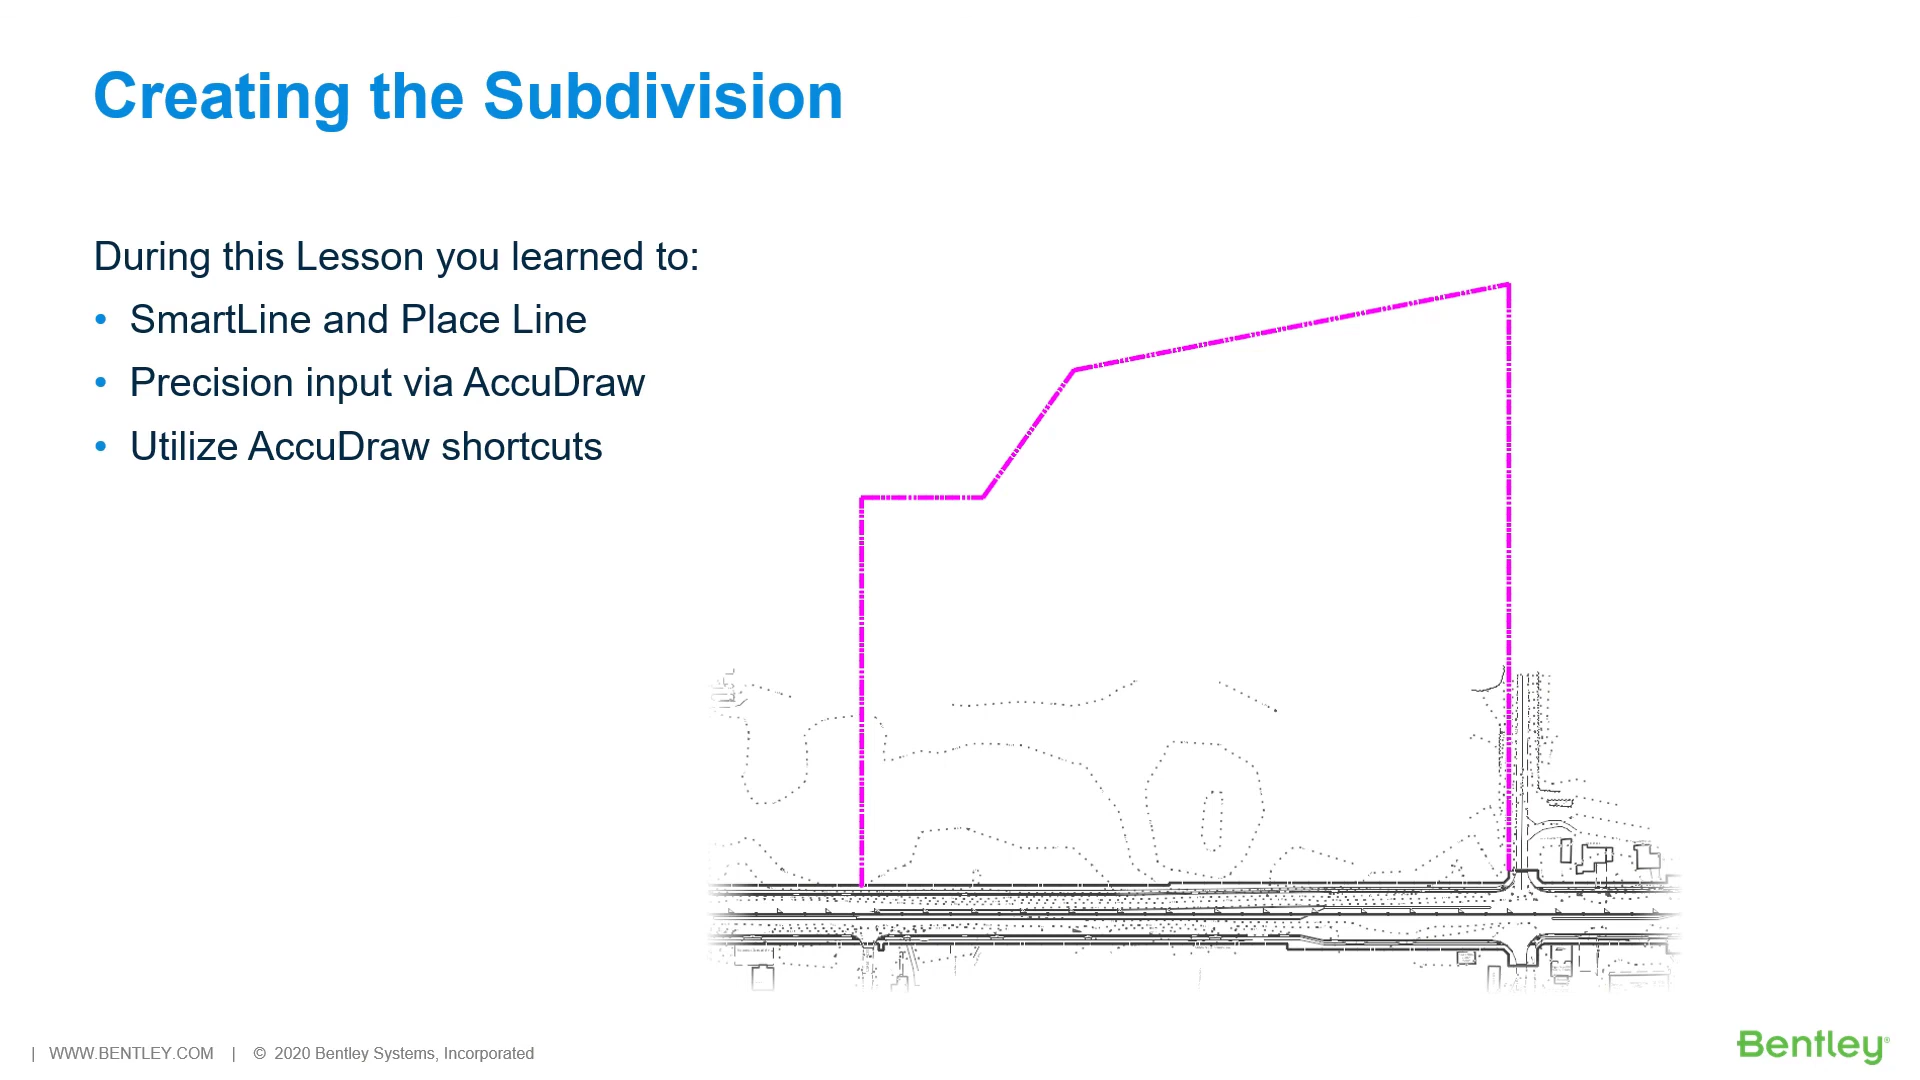 Creating the Subdivision
During this Lesson you learned to:
• SmartLine and Place Line
• Precision input via AccuDraw
• Utilize AccuDraw shortcuts
| WWW.BENTLEY.COM | © 2020 Bentley Systems, Incorporated
Bentley®